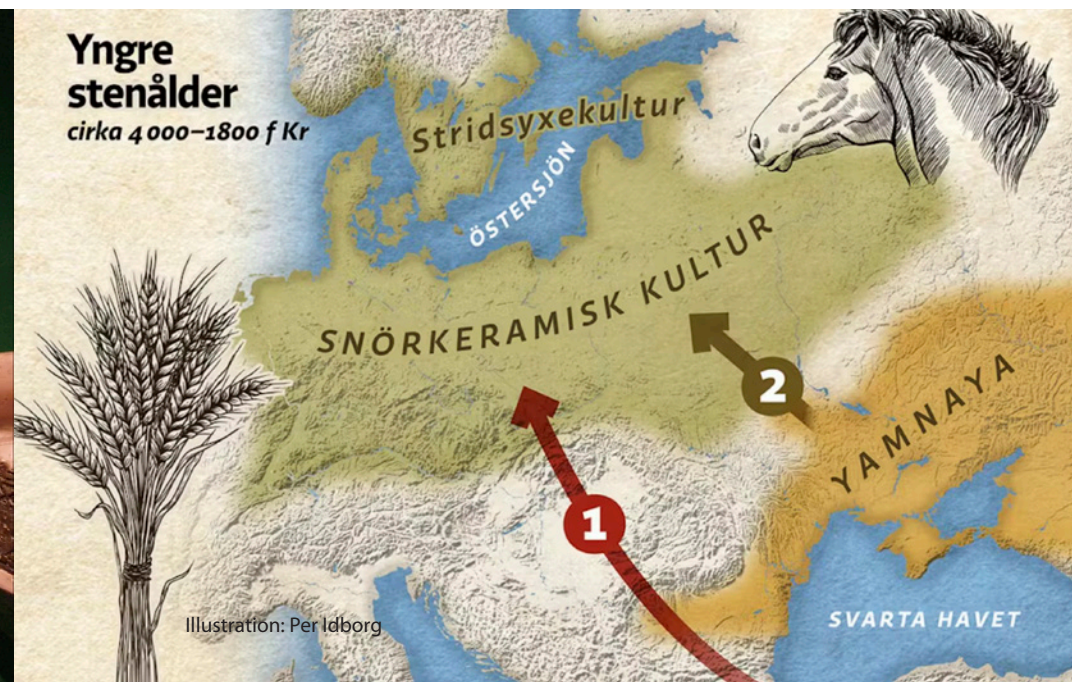 Yngre
stenålder
cirka 4 000–1800 f Kr
Stridsyxekultur
ÖSTERSJÖN
SNÖRKERAMISK KULTUR
2
YAMNAYA
1
Illustration: Per Idborg
SVARTA HAVET